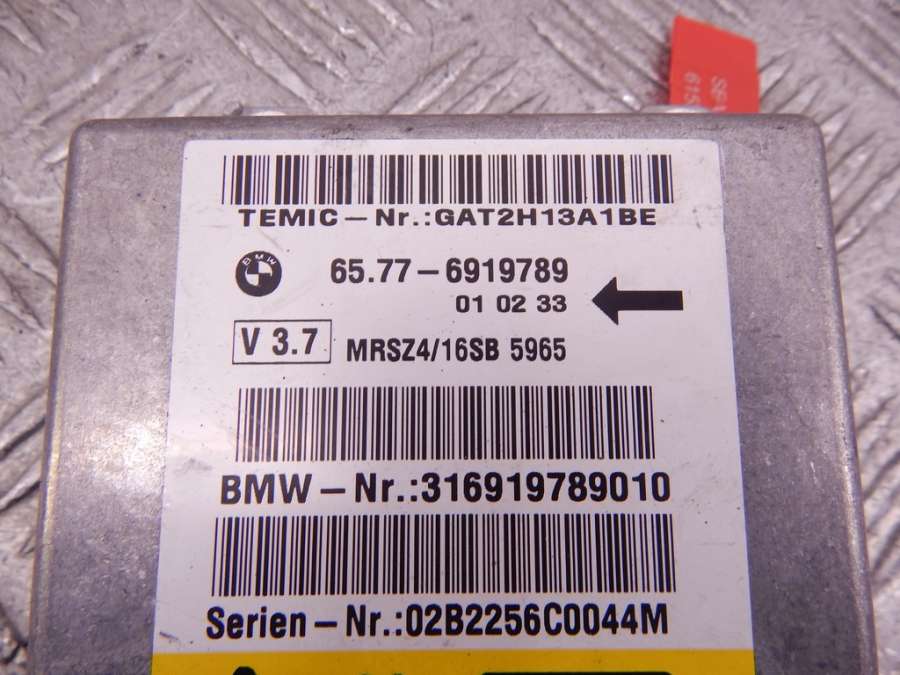 TEMIC-Nr.:GAT2H13A1BE
BMW
65.77-6919789
01 02 33
V 3.7
MRSZ4/16SB 5965
BMW-Nr.:316919789010
Serien-Nr.:02B2256C0044M